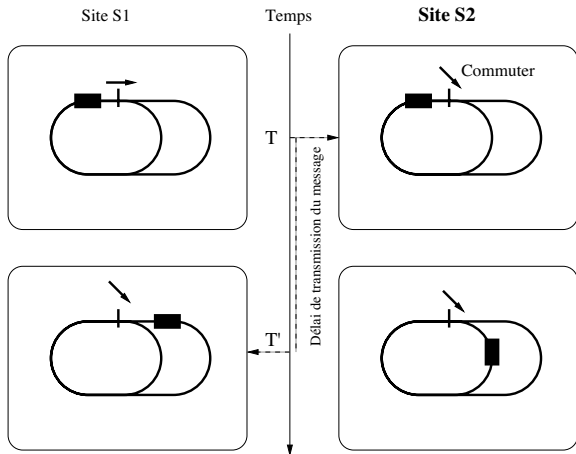 Site S1
Temps
Site S2
Commuter
T
Délai de transmission du message
T'